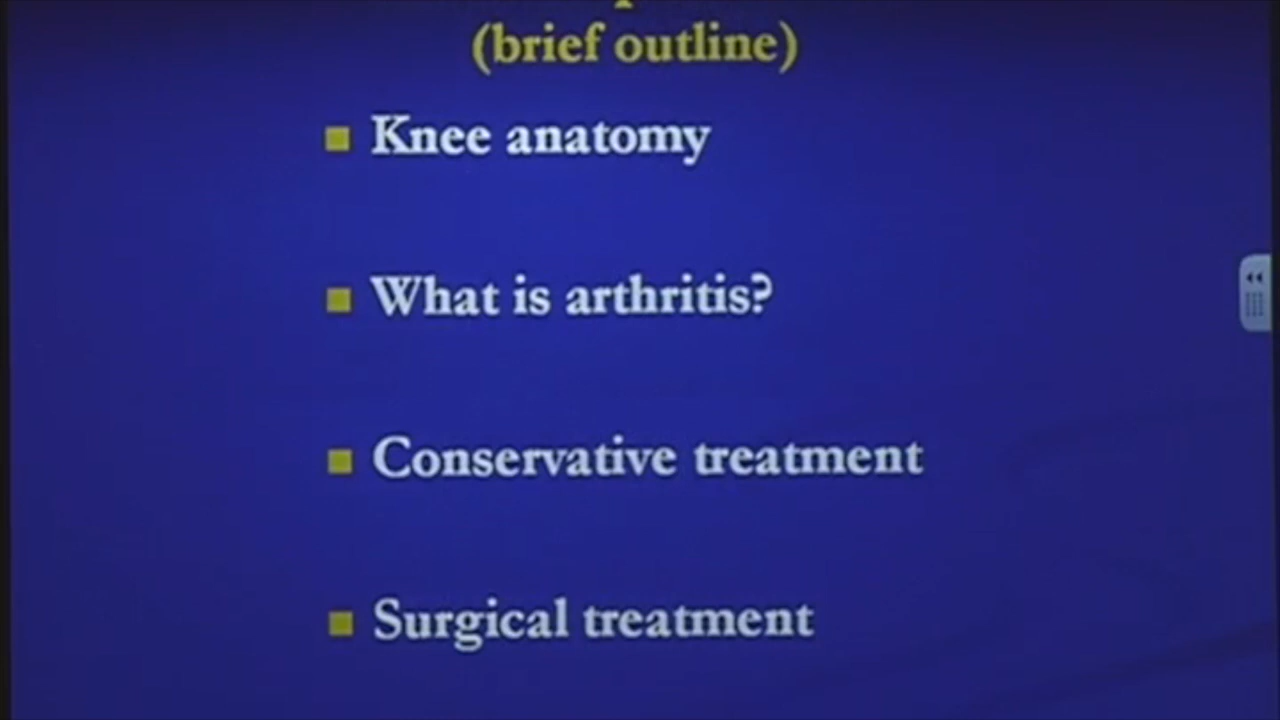 (brief outline)
Knee anatomy
What is arthritis?
Conservative treatment
Surgical treatment